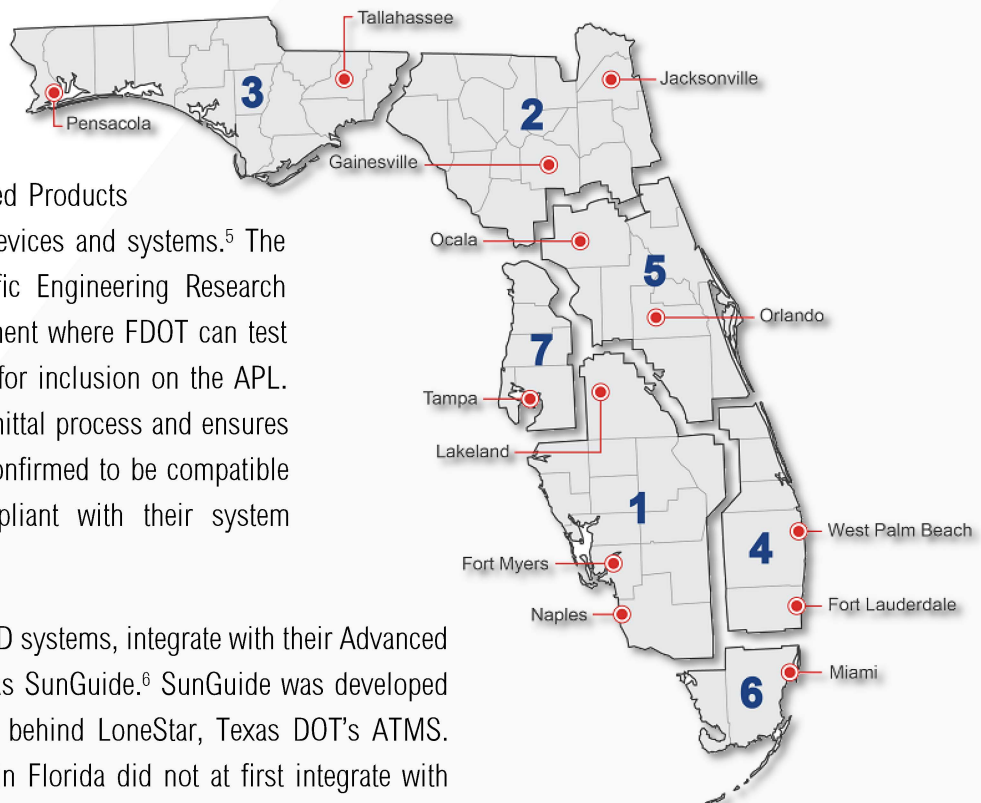 Tallahassee
3
2
Jacksonville
Pensacola
Gainesville
ed Products
evices and systems.⁵ The
Ocala
5
fic Engineering Research
Orlando
ment where FDOT can test
7
for inclusion on the APL.
Tampa
nittal process and ensures
Lakeland
onfirmed to be compatible
1
pliant with their system
West Palm Beach
4
Fort Myers
Fort Lauderdale
Naples
D systems, integrate with their Advanced
as SunGuide.⁶ SunGuide was developed
Miami
6
behind LoneStar, Texas DOT's ATMS.
in Florida did not at first integrate with